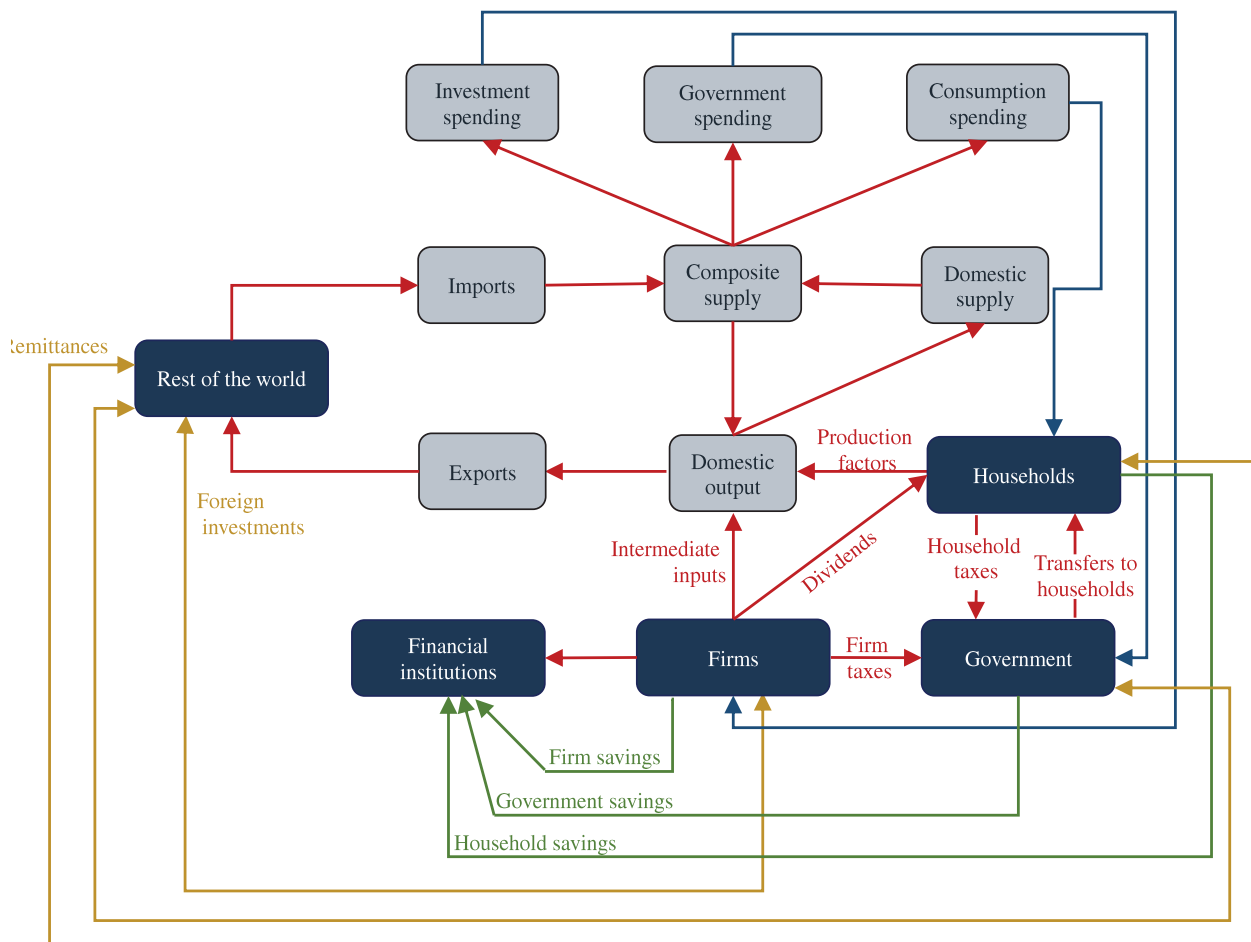 Investment
spending
Government
spending
Consumption
spending
Imports
Composite
supply
Domestic
supply
Rest of the world
Exports
Domestic
output
Production
factors
Households
Foreign
investments
Intermediate
inputs
Dividends
Household
taxes
Transfers to
households
Financial
institutions
Firms
Firm
taxes
Government
Firm savings
Government savings
Household savings